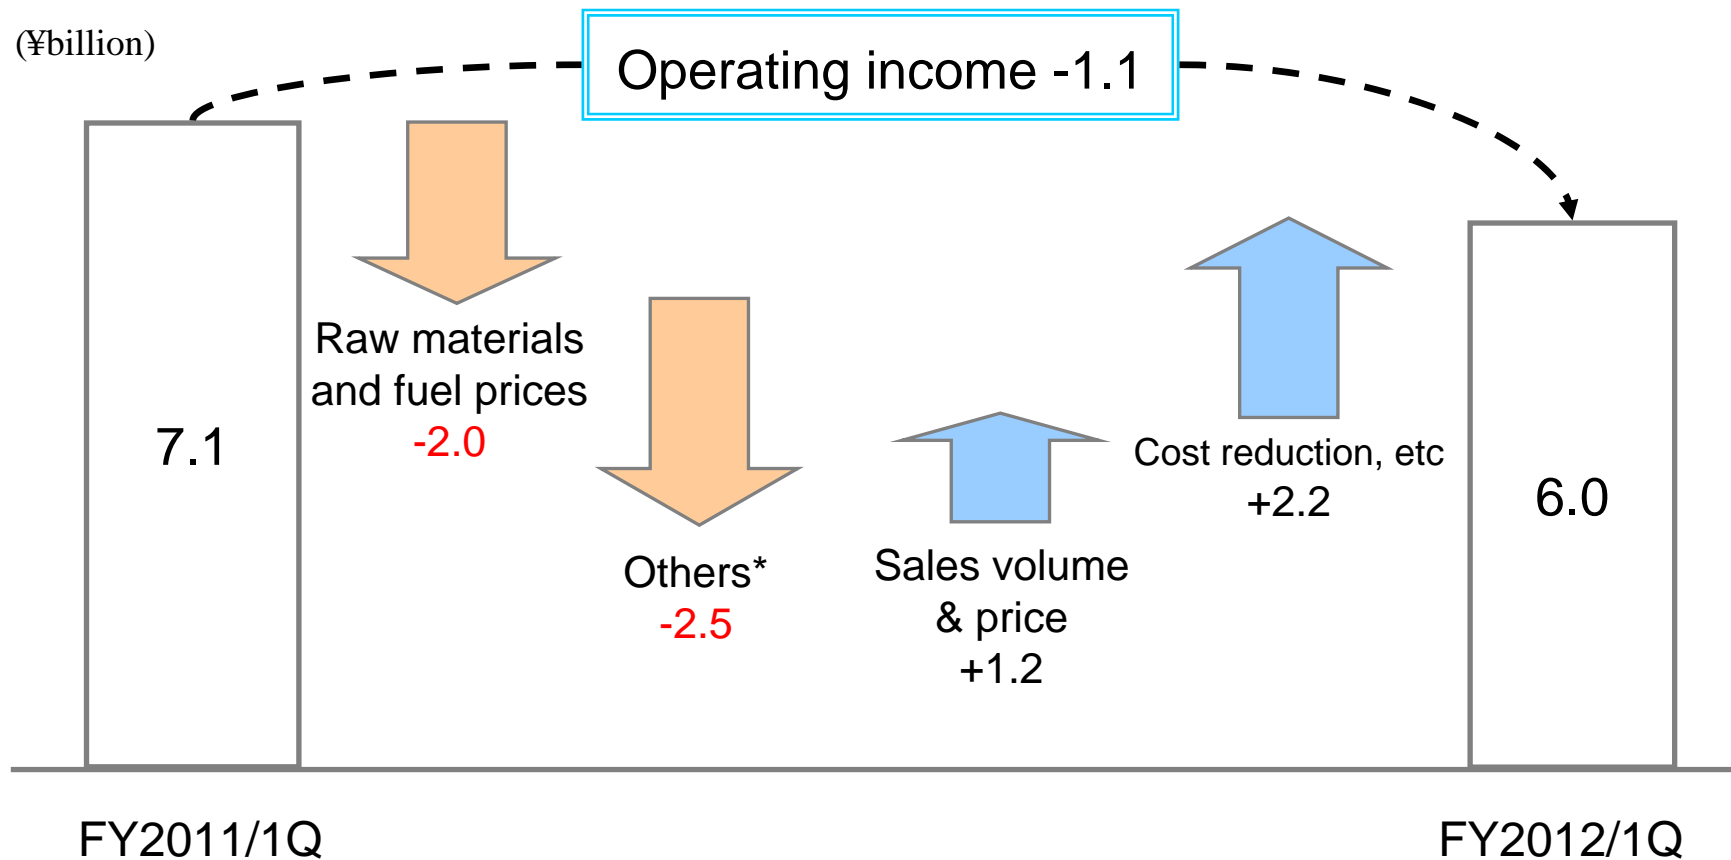 (¥billion)
Operating income -1.1
7.1
Raw materials
and fuel prices
-2.0
Others*
-2.5
Sales volume
& price
+1.2
Cost reduction, etc
+2.2
6.0
FY2011/1Q
FY2012/1Q